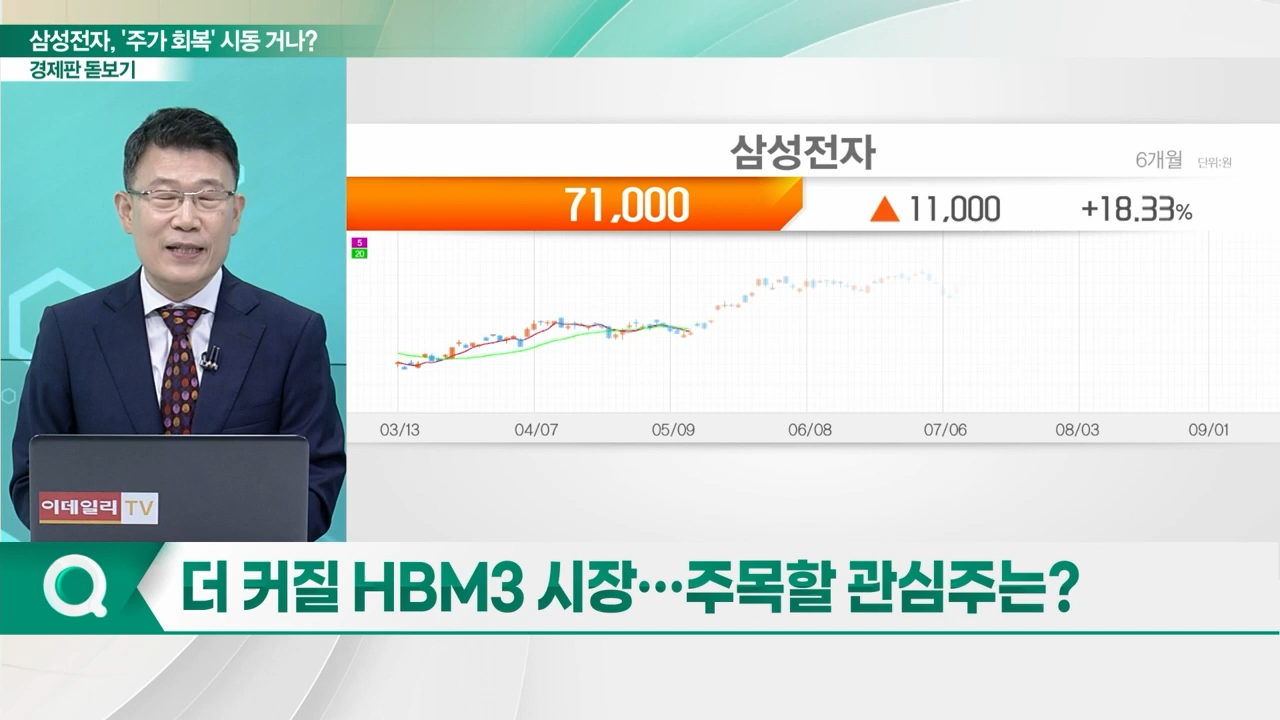 삼성전자, '주가 회복' 시동 거나?
경제판 돋보기
삼성전자
6개월 단위:원
71,000 ▲ 11,000 +18.33%
5
20
03/13 04/07 05/09 06/08 07/06 08/03 09/01
이데일리 TV
더 커질 HBM3 시장…주목할 관심주는?